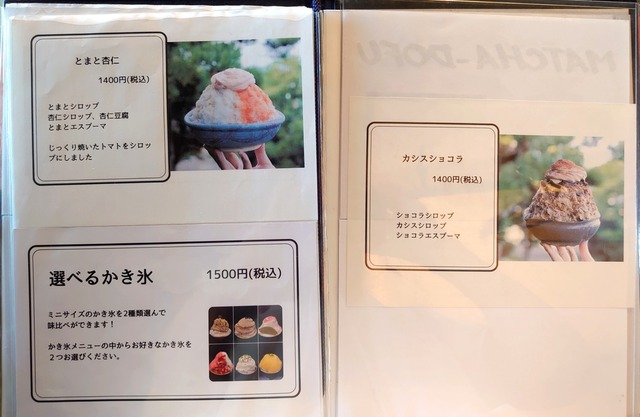 とまと杏仁
1400円(税込)
とまとシロップ
杏仁シロップ、杏仁豆腐
とまとエスプーマ
じっくり焼いたトマトをシロッ
プにしました
選べるかき氷
1500円(税込)
ミニサイズのかき氷を2種類選んで
味比べができます！
かき氷メニューの中からお好きなかき氷を
２つお選びください。
MATCHA-DOFU
カシスショコラ
1400円(税込)
ショコラシロップ
カシスシロップ
ショコラエスプーマ